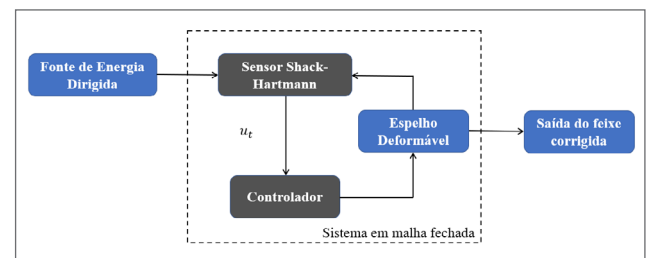 Fonte de Energia
Dirigida
Sensor Shack-
Hartmann
Espelho
Deformável
Saída do feixe
corrigida
u_t
Controlador
Sistema em malha fechada